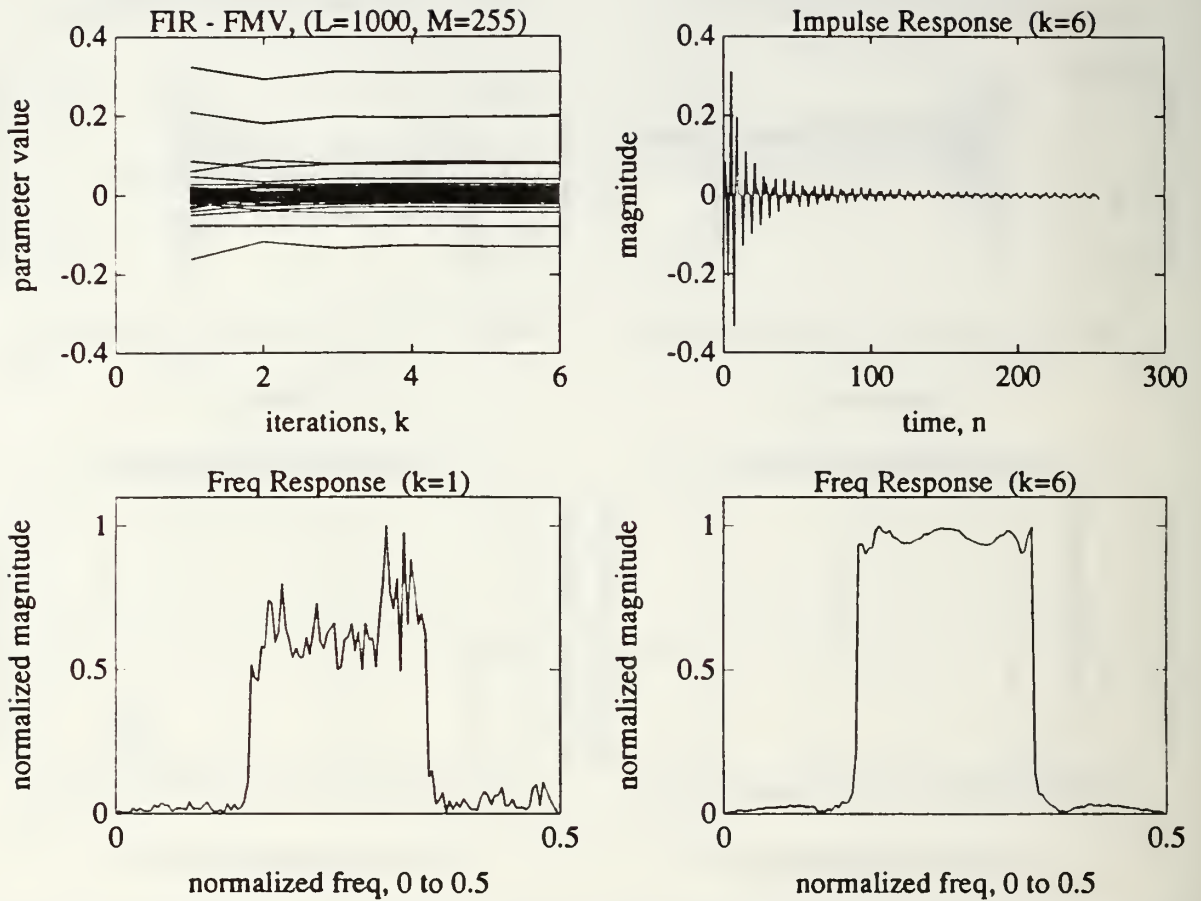 FIR - FMV, (L=1000, M=255)
0.4
0.2
0
-0.2
-0.4
parameter value
0
2
4
6
iterations, k
Impulse Response (k=6)
0.4
0.2
0
-0.2
-0.4
magnitude
0
100
200
300
time, n
Freq Response (k=1)
1
0.5
0
normalized magnitude
0
0.5
normalized freq, 0 to 0.5
Freq Response (k=6)
1
0.5
0
normalized magnitude
0
0.5
normalized freq, 0 to 0.5